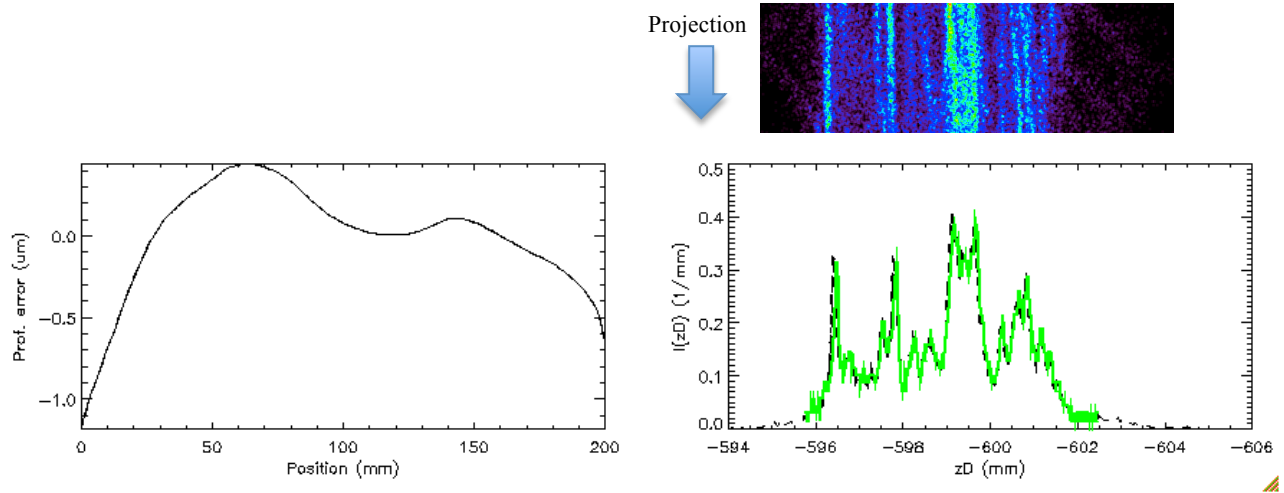 Projection
0.0
−0.5
−1.0
Prof. error (um)
0 50 100 150 200
Position (mm)
0.5
0.4
0.3
0.2
0.1
0.0
I(zD) (1/mm)
−594 −596 −598 −600 −602 −604 −606
zD (mm)